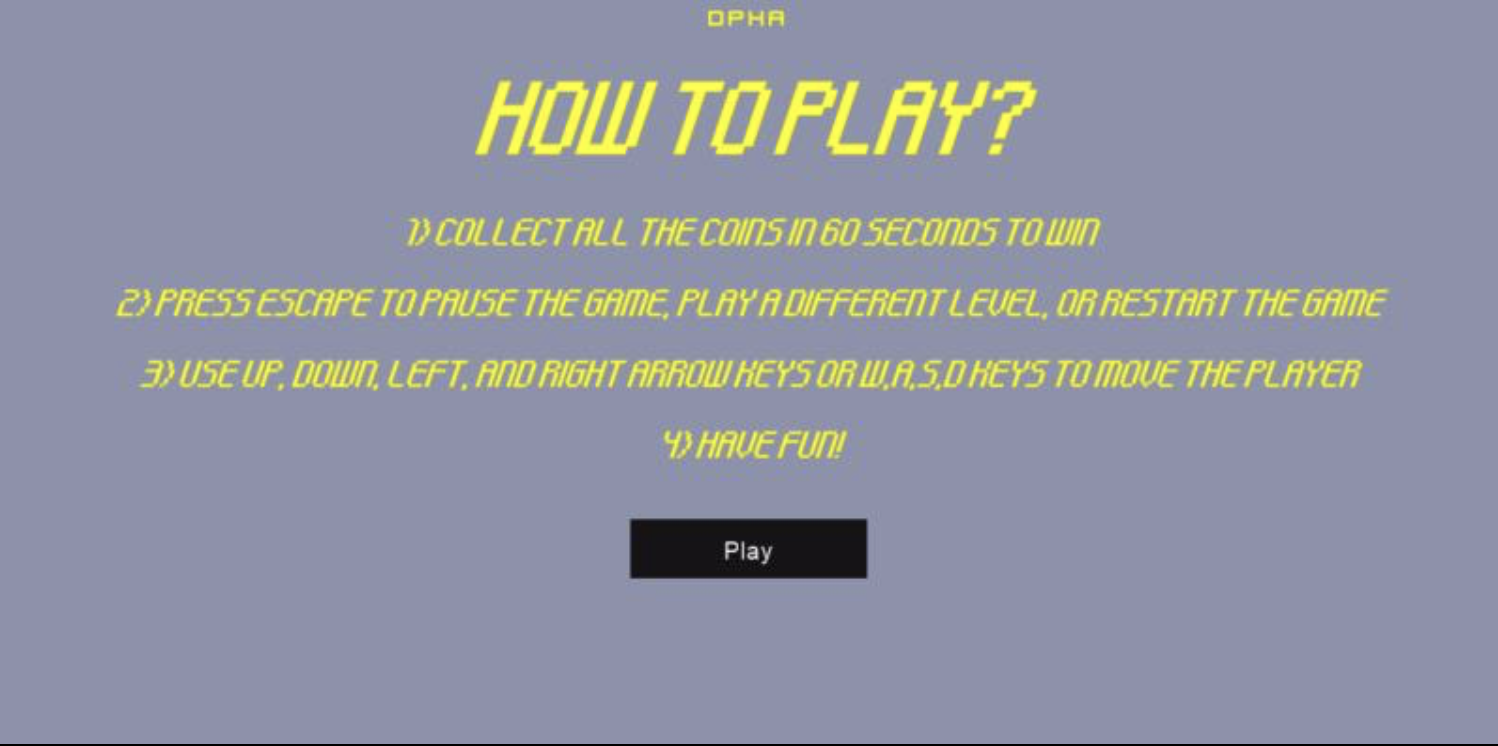 OPHA
HOW TO PLAY?
1) COLLECT ALL THE COINS IN 60 SECONDS TO WIN
2) PRESS ESCAPE TO PAUSE THE GAME, PLAY A DIFFERENT LEVEL, OR RESTART THE GAME
3) USE UP, DOWN, LEFT, AND RIGHT ARROW KEYS OR W,A,S,D KEYS TO MOVE THE PLAYER
4) HAVE FUN!
Play